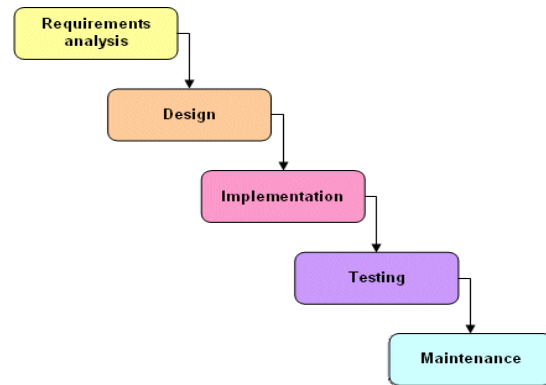 Requirements
analysis
Design
Implementation
Testing
Maintenance